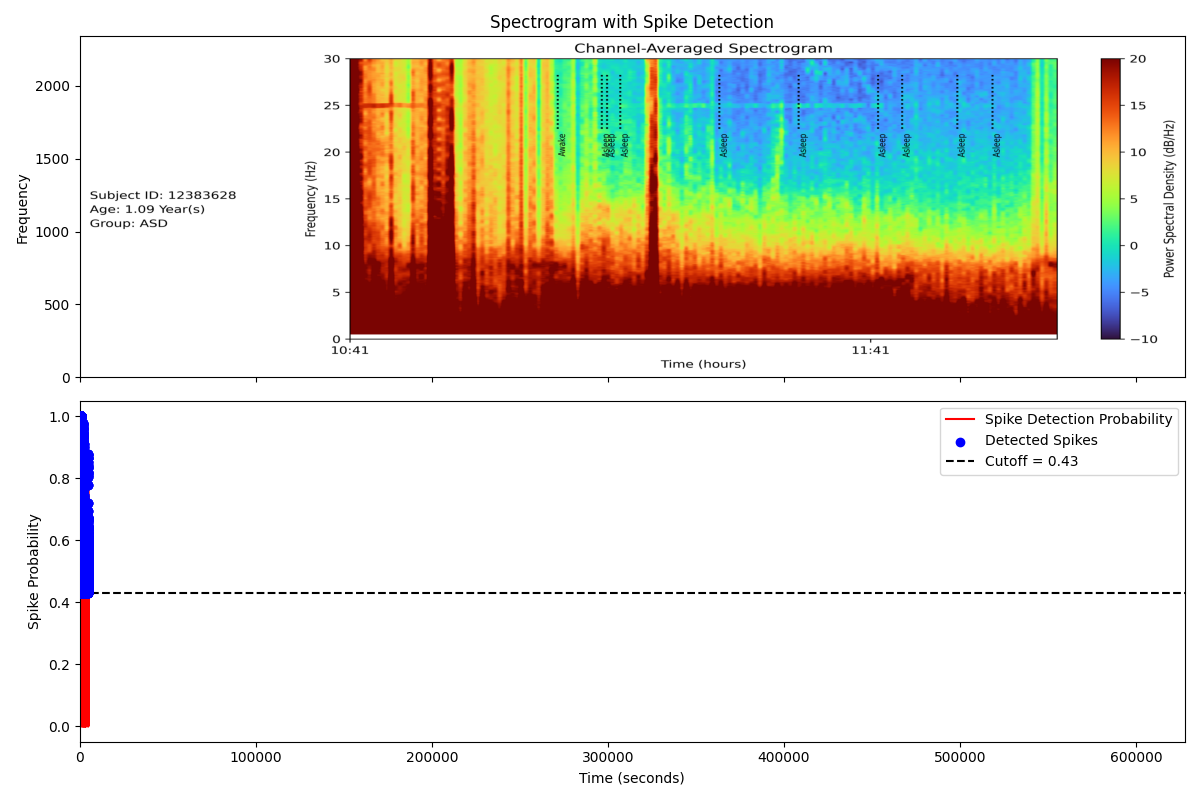 Spectrogram with Spike Detection
Channel-Averaged Spectrogram
Frequency
2000
1500
1000
500
0
Subject ID: 12383628
Age: 1.09 Year(s)
Group: ASD
Frequency (Hz)
30
25
20
15
10
5
0
Awake
Asleep
Asleep
Asleep
Asleep
Asleep
Asleep
Asleep
Asleep
Asleep
10:41
11:41
Time (hours)
20
15
10
5
0
−5
−10
Power Spectral Density (dB/Hz)
Spike Probability
1.0
0.8
0.6
0.4
0.2
0.0
Spike Detection Probability
Detected Spikes
Cutoff = 0.43
0
100000
200000
300000
400000
500000
600000
Time (seconds)